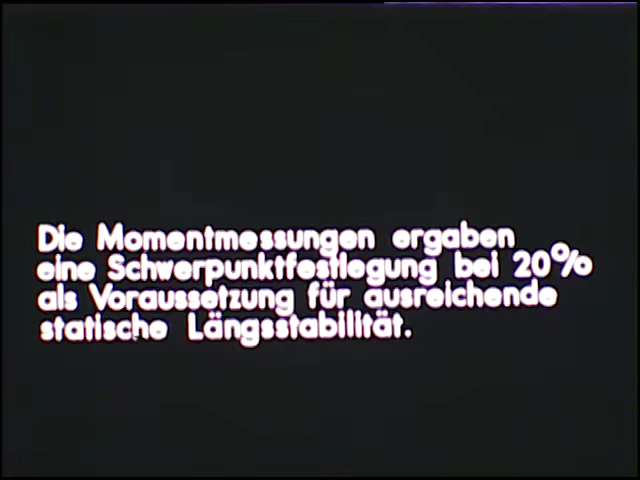 Die Momentmessungen ergaben
eine Schwerpunktfestlegung bei 20%
als Voraussetzung für ausreichende
statische Längsstabilität.